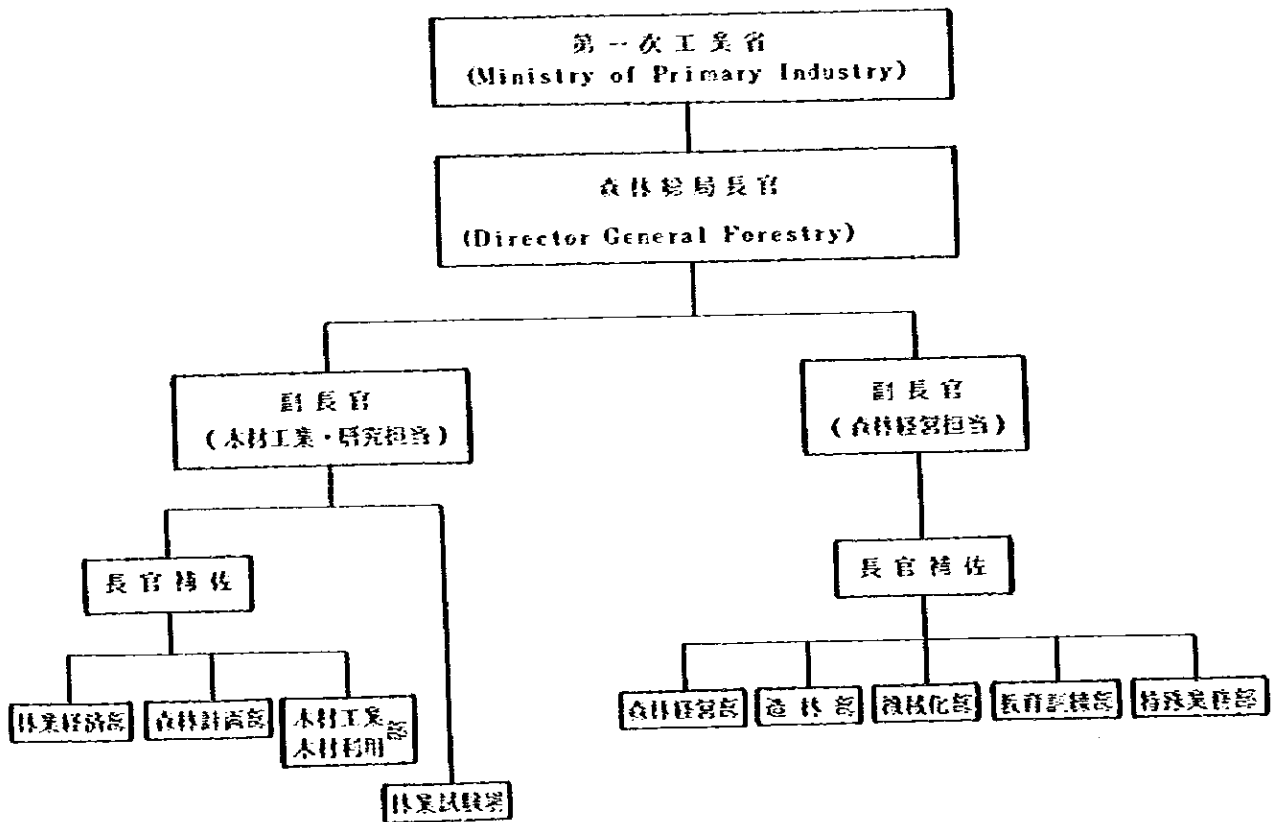 第一次工業省
(Ministry of Primary Industry)
森林総局長官
(Director General Forestry)
副長官
(木材工業・研究担当)
副長官
(森林経営担当)
長官補佐
長官補佐
林業経済部
森林計画部
木材工業
木材利用部
森林経営部
造林部
機械化部
教育訓練部
特殊業務部
林業試験場